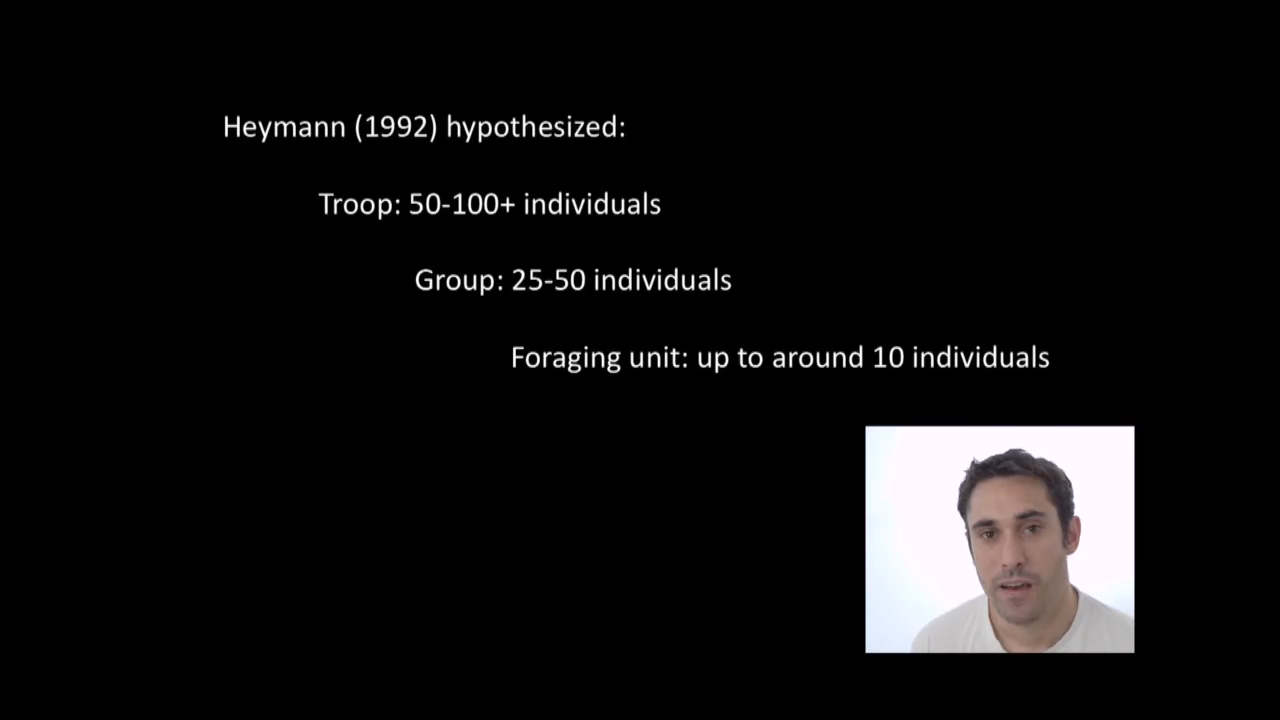 Heymann (1992) hypothesized:
Troop: 50-100+ individuals
Group: 25-50 individuals
Foraging unit: up to around 10 individuals